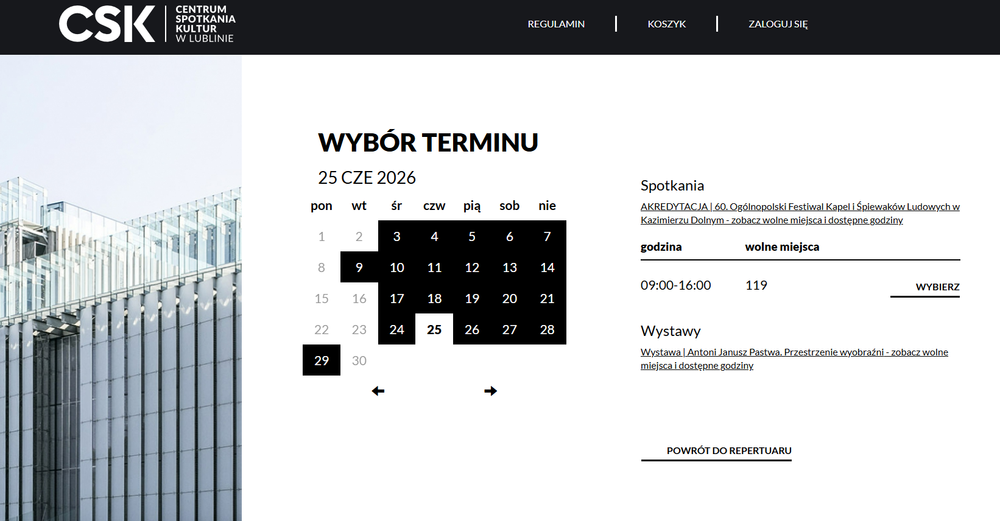 CSK
CENTRUM
SPOTKANIA
KULTUR
W LUBLINIE
REGULAMIN
KOSZYK
ZALOGUJ SIĘ
WYBÓR TERMINU
25 CZE 2026
pon wt śr czw pią sob nie
1 2 3 4 5 6 7
8 9 10 11 12 13 14
15 16 17 18 19 20 21
22 23 24 25 26 27 28
29 30
Spotkania
AKREDYTACJA | 60. Ogólnopolski Festiwal Kapel i Śpiewaków Ludowych w
Kazimierzu Dolnym - zobacz wolne miejsca i dostępne godziny
godzina wolne miejsca
09:00-16:00 119 WYBIERZ
Wystawy
Wystawa | Antoni Janusz Pastwa. Przestrzenie wyobraźni - zobacz wolne
miejsca i dostępne godziny
POWRÓT DO REPERTUARU